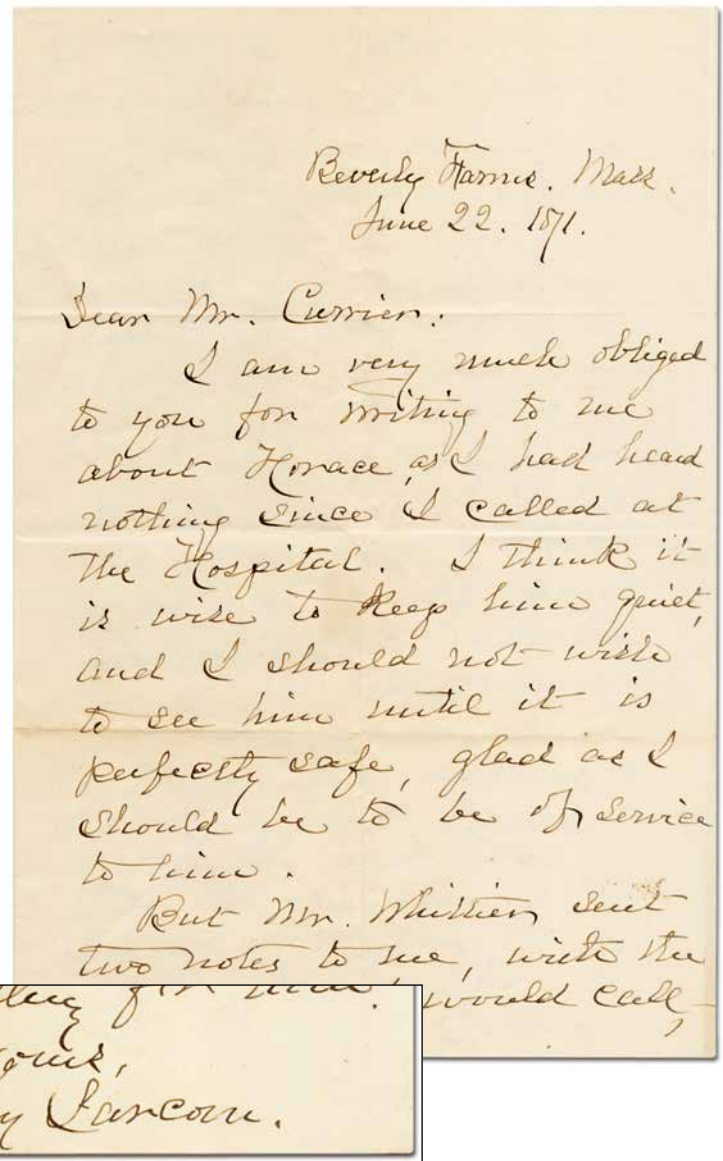 Beverly Farms. Mass.
June 22. 1871.
Dear Mr. Currier:
I am very much obliged
to you for writing to me
about Horace, as I had heard
nothing since I called at
the Hospital. I think it
is wise to keep him quiet,
and I should not wish
to see him until it is
perfectly safe, glad as I
should be to be of service
to him.
But Mr. Whittier sent
two notes to me, with the
would call,
Larcom.